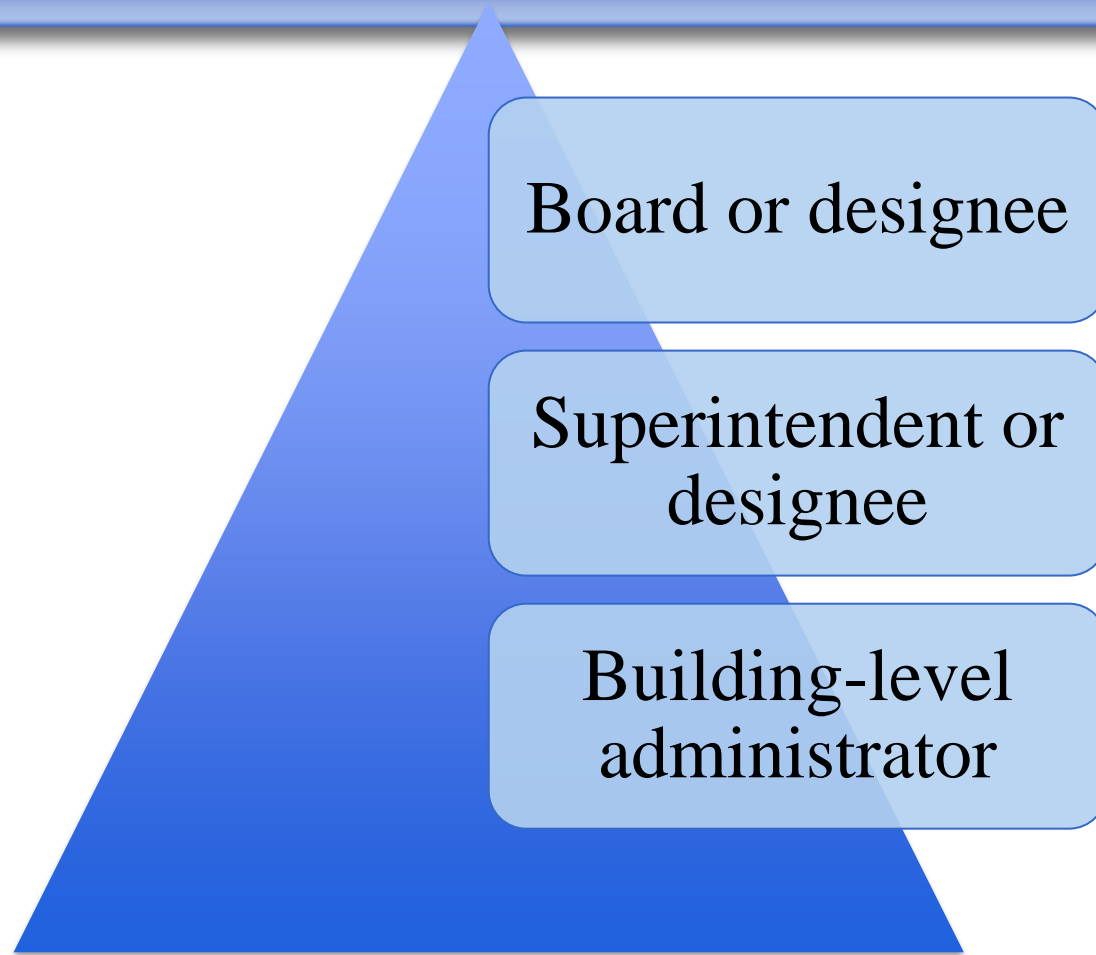 Board or designee
Superintendent or
designee
Building-level
administrator